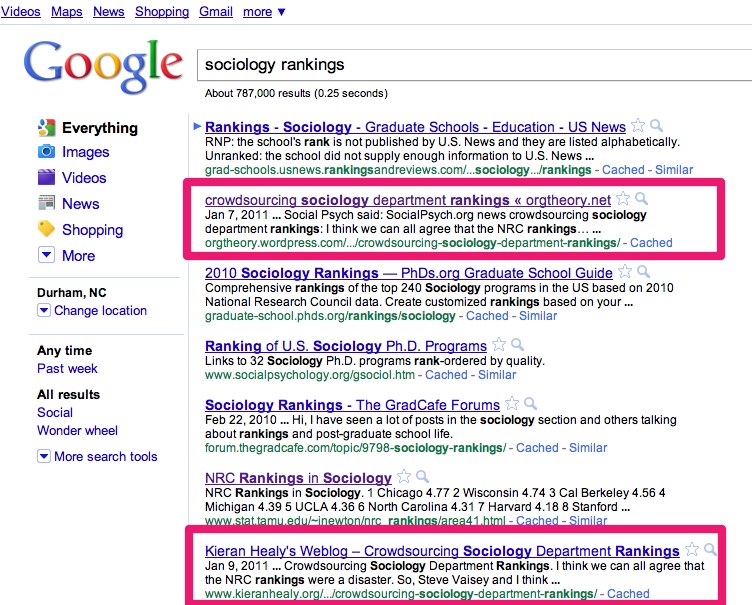 Videos Maps News Shopping Gmail more ▼
Google
sociology rankings
About 787,000 results (0.25 seconds)
Everything
Images
Videos
News
Shopping
More
Durham, NC
Change location
Any time
Past week
All results
Social
Wonder wheel
More search tools
Rankings - Sociology - Graduate Schools - Education - US News
RNP: the school's rank is not published by U.S. News and they are listed alphabetically.
Unranked: the school did not supply enough information to U.S. News ...
grad-schools.usnews.rankingsandreviews.com/...sociology.../rankings - Cached - Similar
crowdsourcing sociology department rankings « orgtheory.net
Jan 7, 2011 ... Social Psych said: SocialPsych.org news crowdsourcing sociology
department rankings: I think we can all agree that the NRC rankings… ...
orgtheory.wordpress.com/.../crowdsourcing-sociology-department-rankings/ - Cached
2010 Sociology Rankings — PhDs.org Graduate School Guide
Comprehensive rankings of the top 240 Sociology programs in the US based on 2010
National Research Council data. Create customized rankings based on your ...
graduate-school.phds.org/rankings/sociology - Cached - Similar
Ranking of U.S. Sociology Ph.D. Programs
Links to 32 Sociology Ph.D. programs rank-ordered by quality.
www.socialpsychology.org/gsociol.htm - Cached - Similar
Sociology Rankings - The GradCafe Forums
Feb 22, 2010 ... Hi, I have seen a lot of posts in the sociology section and others talking
about rankings and post-graduate school life.
forum.thegradcafe.com/topic/9798-sociology-rankings/ - Cached - Similar
NRC Rankings in Sociology
NRC Rankings in Sociology. 1 Chicago 4.77 2 Wisconsin 4.74 3 Cal Berkeley 4.56 4
Michigan 4.39 5 UCLA 4.36 6 North Carolina 4.31 7 Harvard 4.18 8 Stanford ...
www.stat.tamu.edu/~jnewton/nrc_rankings/area41.html - Cached - Similar
Kieran Healy's Weblog – Crowdsourcing Sociology Department Rankings
Jan 9, 2011 ... Crowdsourcing Sociology Department Rankings. I think we can all agree that
the NRC rankings were a disaster. So, Steve Vaisey and I think ...
www.kieranhealy.org/.../crowdsourcing-sociology-department-rankings/ - Cached